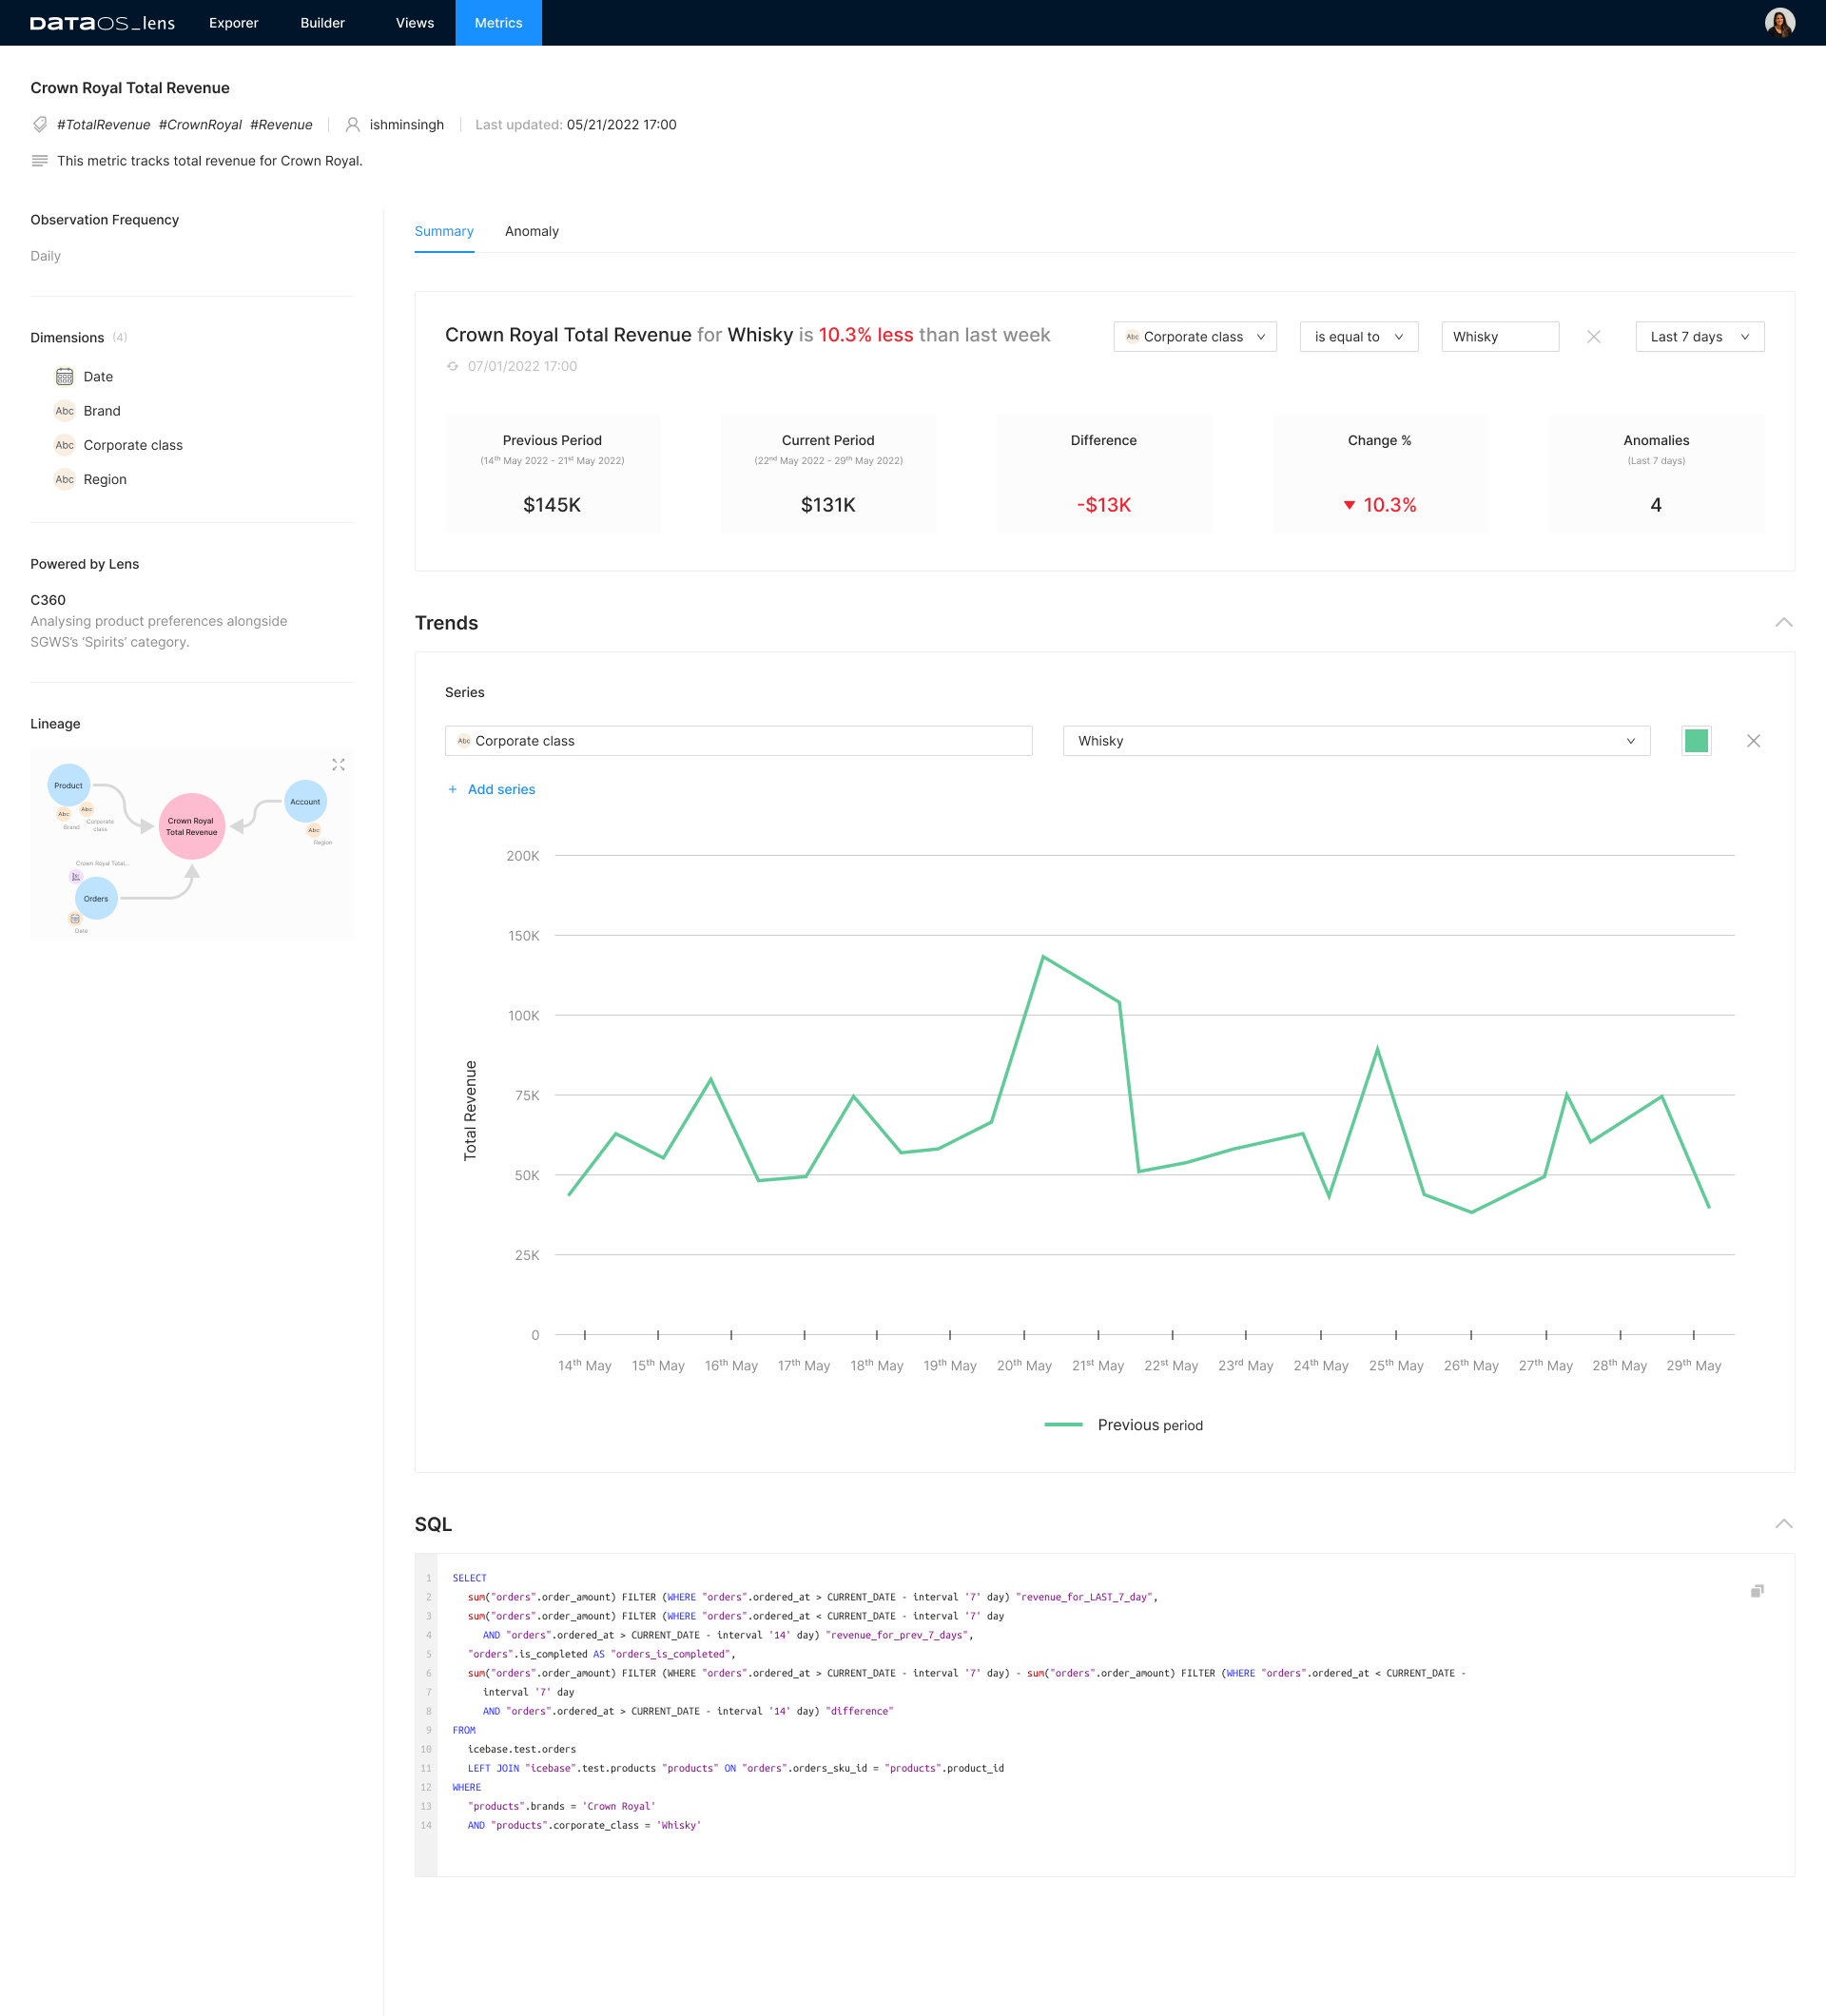 DATAOS_lens Exporer Builder Views Metrics
Crown Royal Total Revenue
#TotalRevenue #CrownRoyal #Revenue ishminsingh Last updated: 05/21/2022 17:00
This metric tracks total revenue for Crown Royal.
Observation Frequency
Daily
Dimensions (4)
Date
Abc Brand
Abc Corporate class
Abc Region
Powered by Lens
C360
Analysing product preferences alongside
SGWS's 'Spirits' category.
Lineage
Product
Abc
Brand
Abc
Corporate
class
Crown Royal
Total Revenue
Account
Abc
Region
Crown Royal Total...
Orders
Date
Summary Anomaly
Crown Royal Total Revenue for Whisky is 10.3% less than last week
07/01/2022 17:00
Abc Corporate class is equal to Whisky Last 7 days
Previous Period
(14th May 2022 - 21st May 2022)
$145K
Current Period
(22nd May 2022 - 29th May 2022)
$131K
Difference
-$13K
Change %
10.3%
Anomalies
(Last 7 days)
4
Trends
Series
Abc Corporate class Whisky
+ Add series
Total Revenue
200K
150K
100K
75K
50K
25K
0
14th May 15th May 16th May 17th May 18th May 19th May 20th May 21st May 22st May 23rd May 24th May 25th May 26th May 27th May 28th May 29th May
Previous period
SQL
1 SELECT
2 sum("orders".order_amount) FILTER (WHERE "orders".ordered_at > CURRENT_DATE - interval '7' day) "revenue_for_LAST_7_day",
3 sum("orders".order_amount) FILTER (WHERE "orders".ordered_at < CURRENT_DATE - interval '7' day
4 AND "orders".ordered_at > CURRENT_DATE - interval '14' day) "revenue_for_prev_7_days",
5 "orders".is_completed AS "orders_is_completed",
6 sum("orders".order_amount) FILTER (WHERE "orders".ordered_at > CURRENT_DATE - interval '7' day) - sum("orders".order_amount) FILTER (WHERE "orders".ordered_at < CURRENT_DATE -
7 interval '7' day
8 AND "orders".ordered_at > CURRENT_DATE - interval '14' day) "difference"
9 FROM
10 icebase.test.orders
11 LEFT JOIN "icebase".test.products "products" ON "orders".orders_sku_id = "products".product_id
12 WHERE
13 "products".brands = 'Crown Royal'
14 AND "products".corporate_class = 'Whisky'